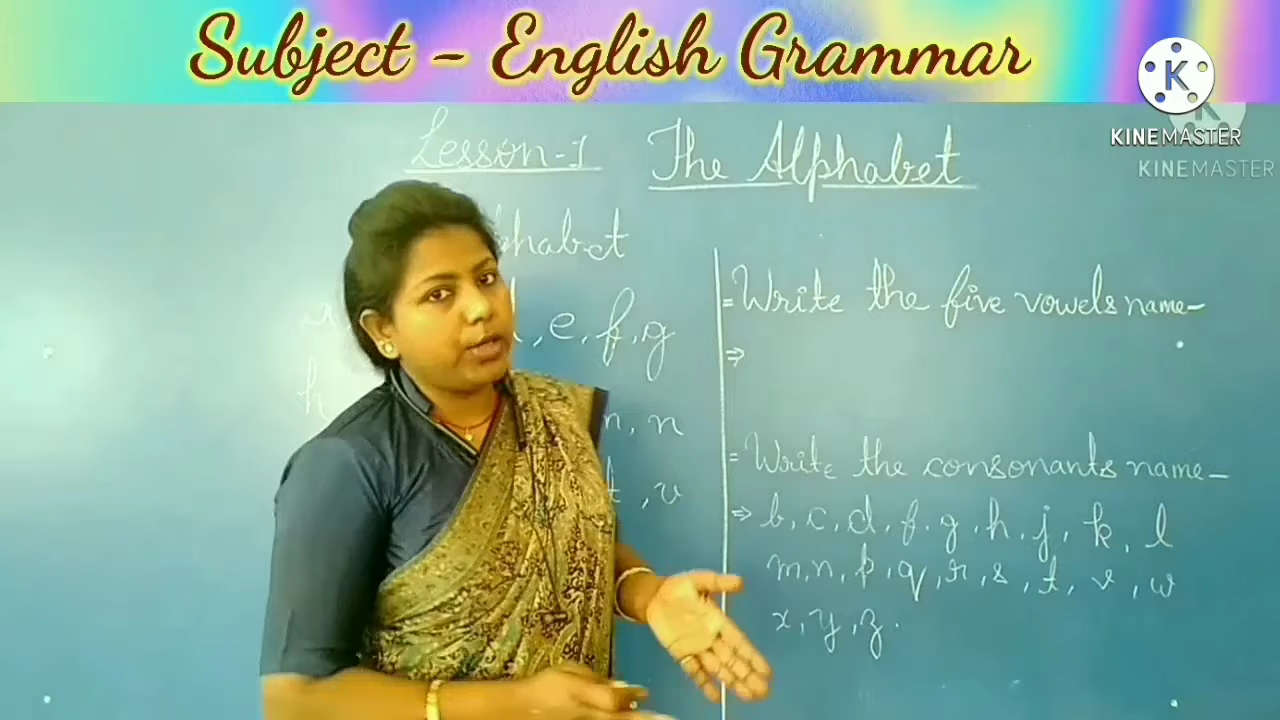 Subject - English Grammar
K
KINEMASTER
KINEMASTER
Lesson-1 The Alphabet
e, f, g
h
n, n
t, v
= Write the five vowels name-
⇒
= Write the consonants name-
⇒ b, c, d, f, g, h, j, k, l
m, n, p, q, r, s, t, v, w
x, y, z.